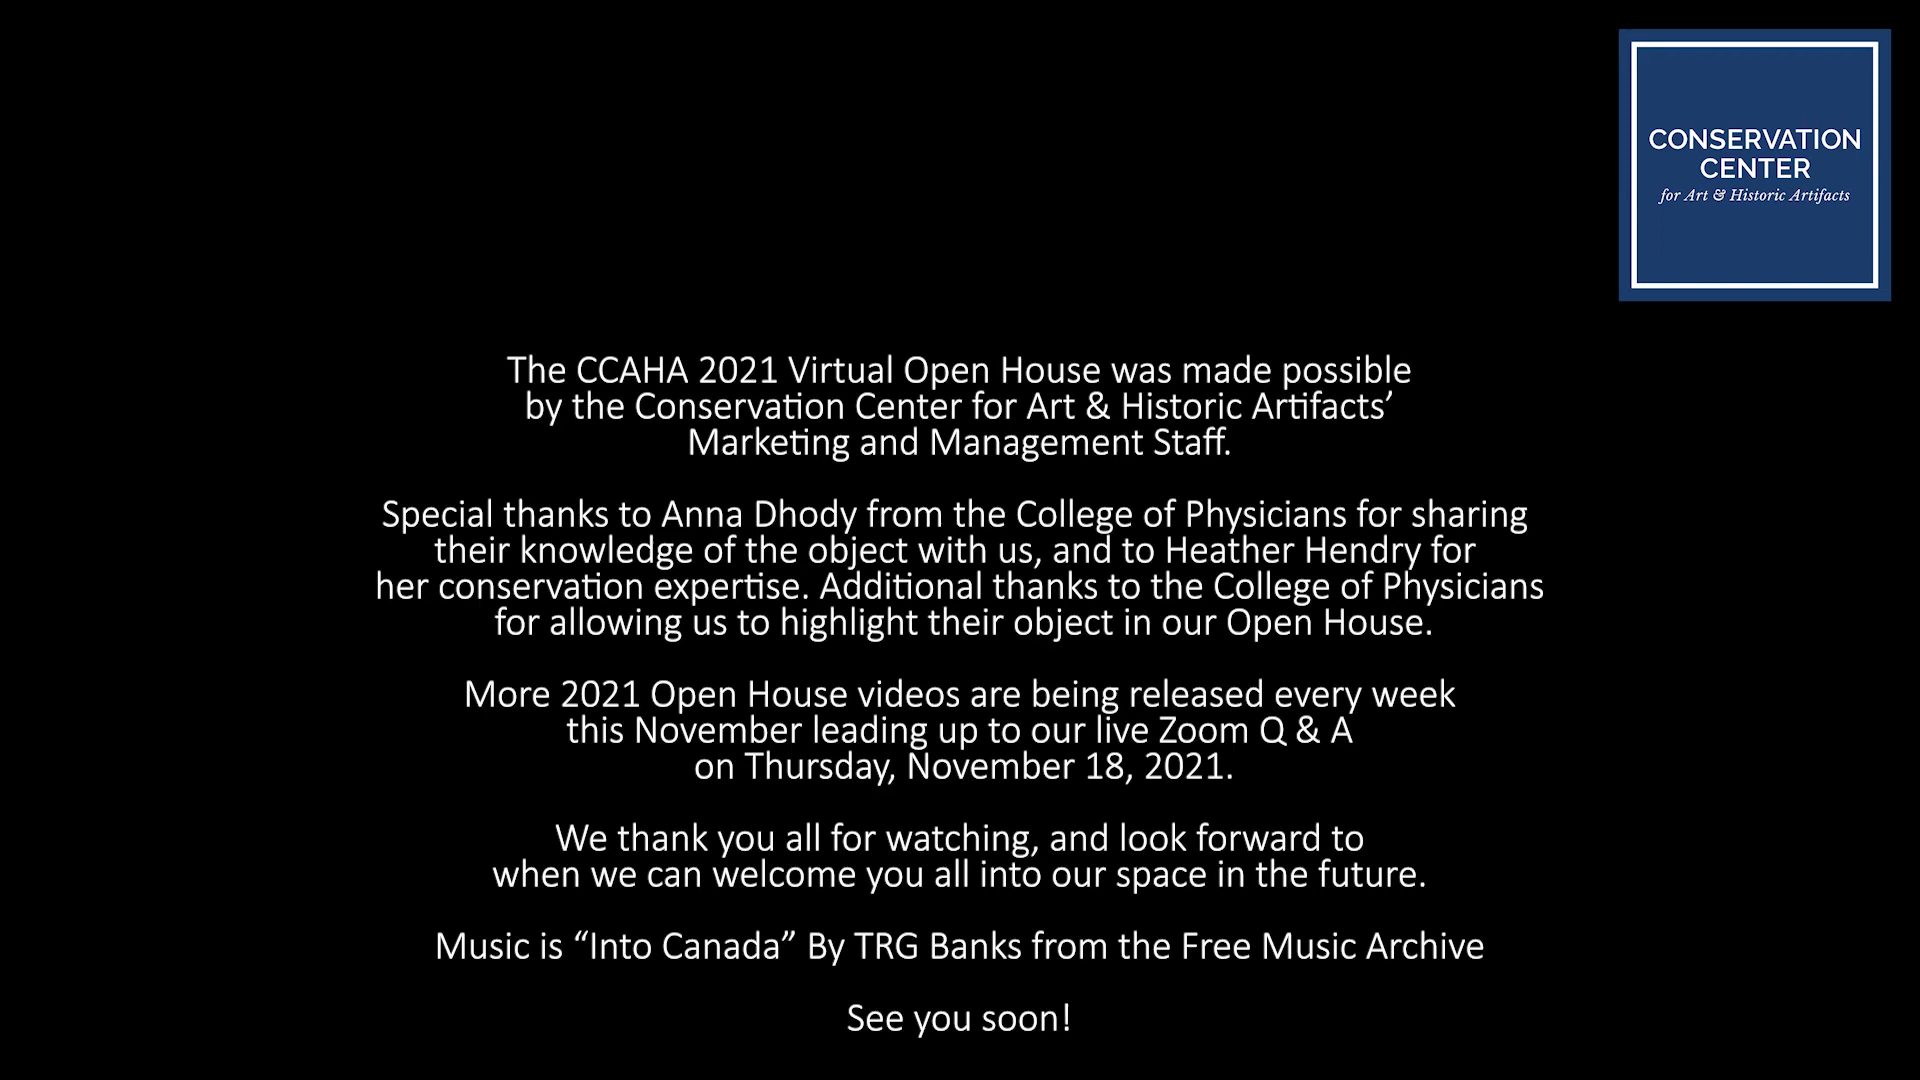 CONSERVATION
CENTER
for Art & Historic Artifacts
The CCAHA 2021 Virtual Open House was made possible
by the Conservation Center for Art & Historic Artifacts’
Marketing and Management Staff.
Special thanks to Anna Dhody from the College of Physicians for sharing
their knowledge of the object with us, and to Heather Hendry for
her conservation expertise. Additional thanks to the College of Physicians
for allowing us to highlight their object in our Open House.
More 2021 Open House videos are being released every week
this November leading up to our live Zoom Q & A
on Thursday, November 18, 2021.
We thank you all for watching, and look forward to
when we can welcome you all into our space in the future.
Music is “Into Canada” By TRG Banks from the Free Music Archive
See you soon!